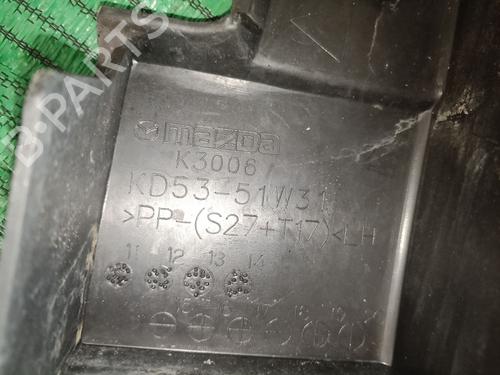 mazda
K3006
KD53-51W31
>PP-(S27+T17)<LH
11 12 13 14
B-PARTS